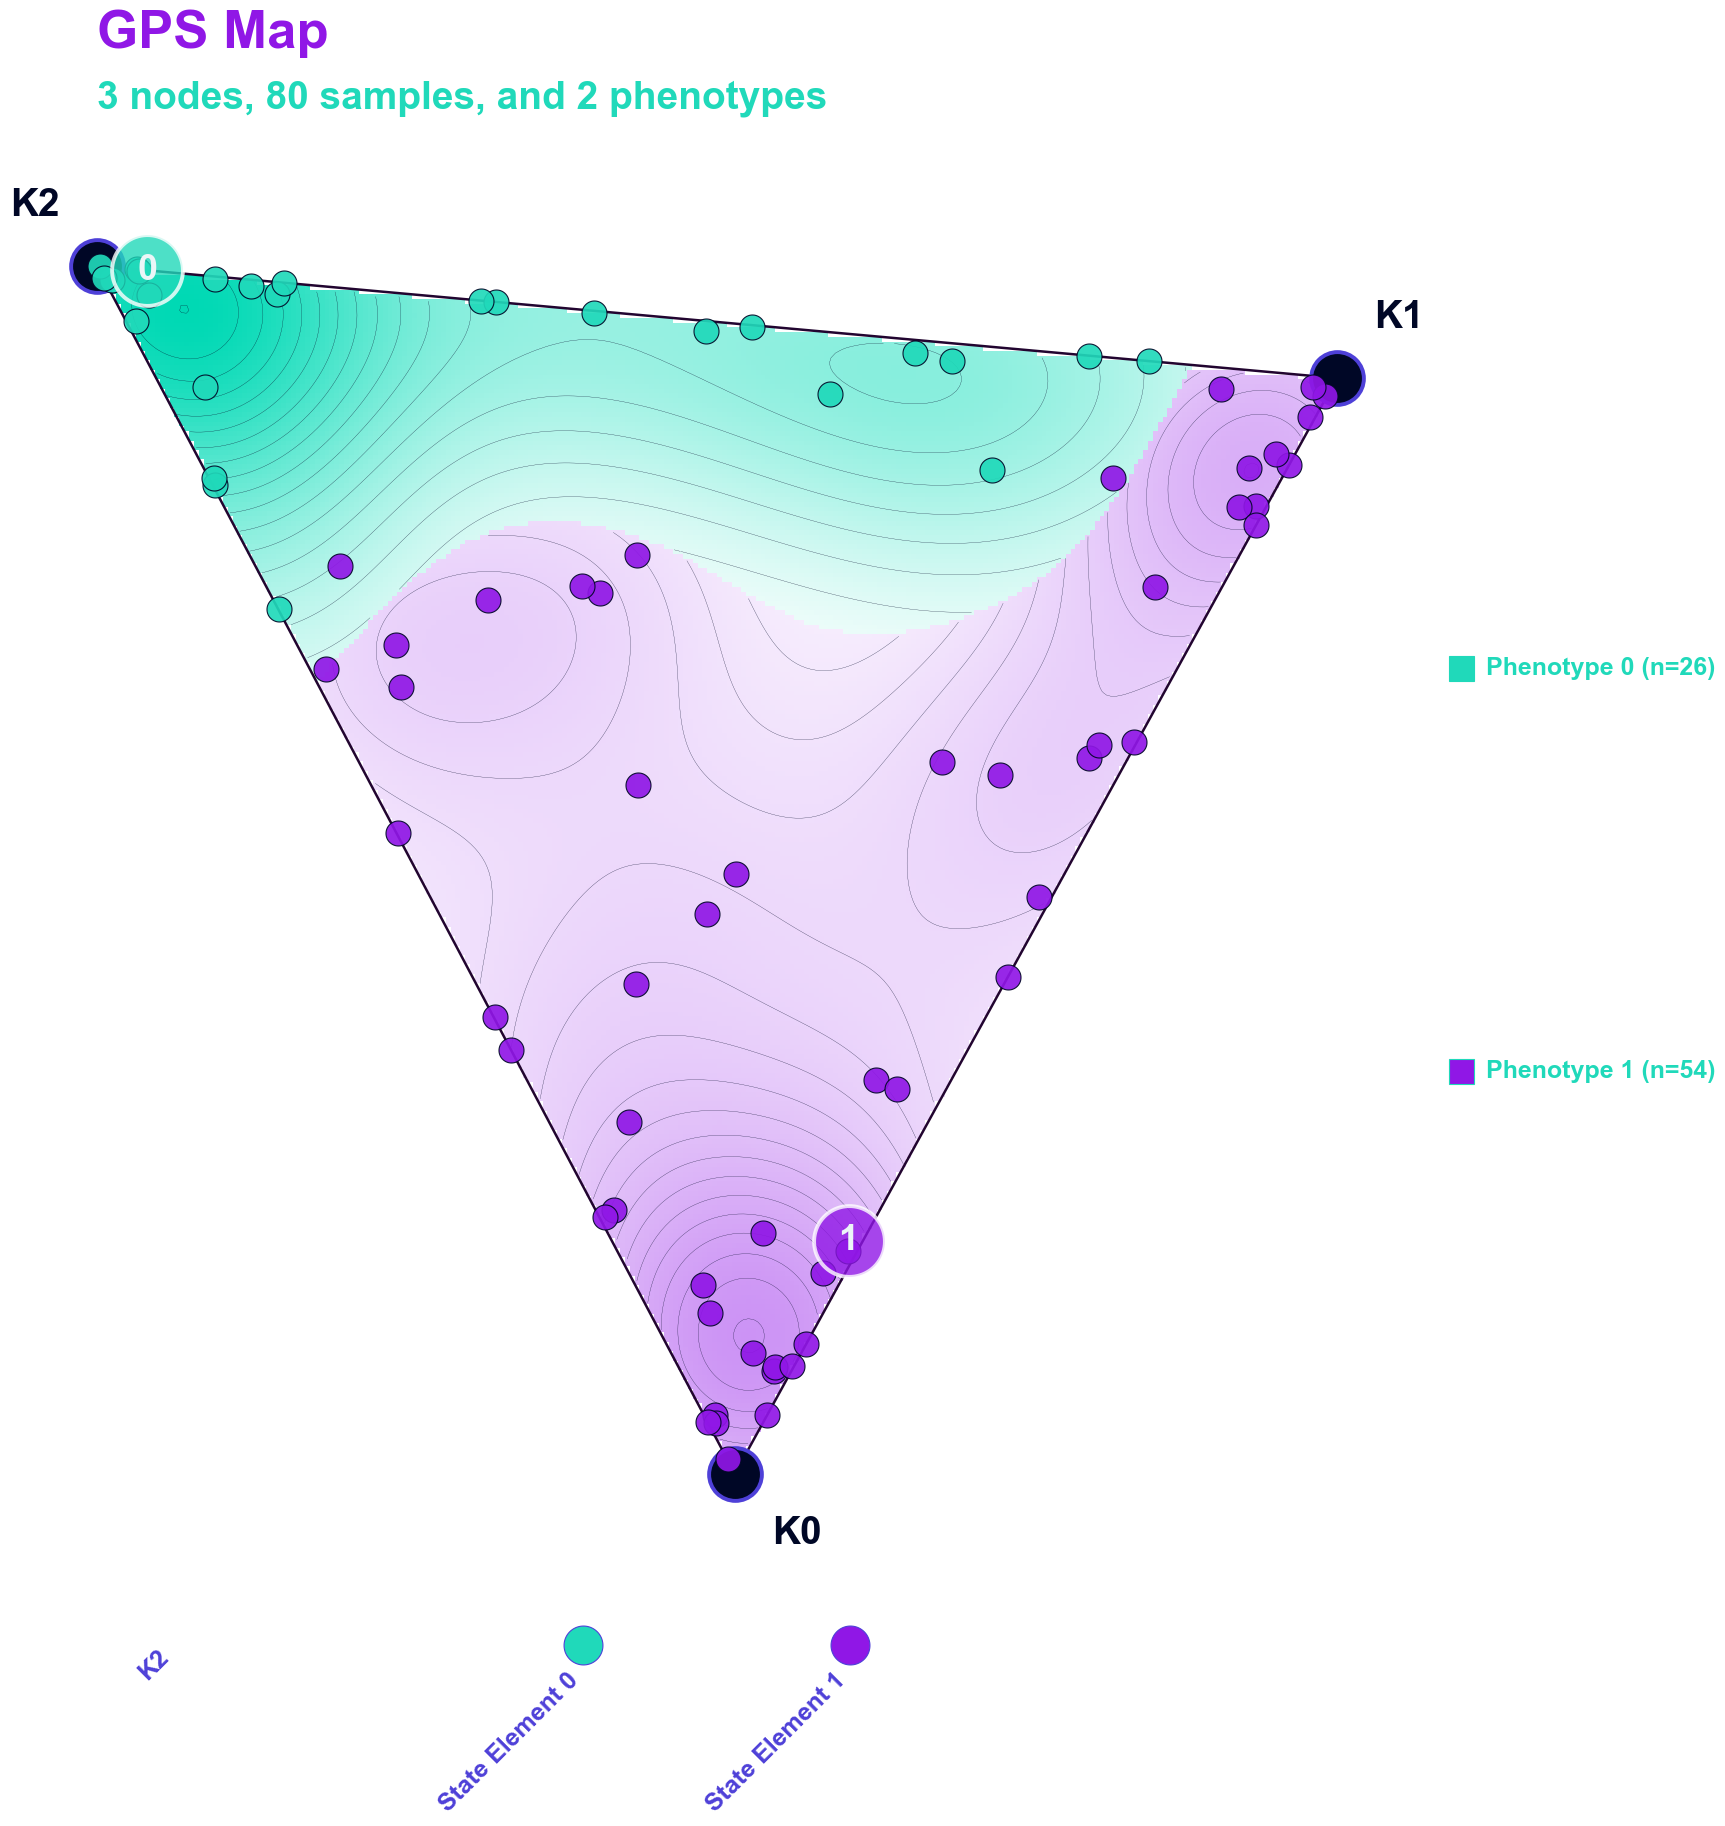 GPS Map
3 nodes, 80 samples, and 2 phenotypes
K2
0
K1
Phenotype 0 (n=26)
Phenotype 1 (n=54)
1
K0
K2
State Element 0
State Element 1